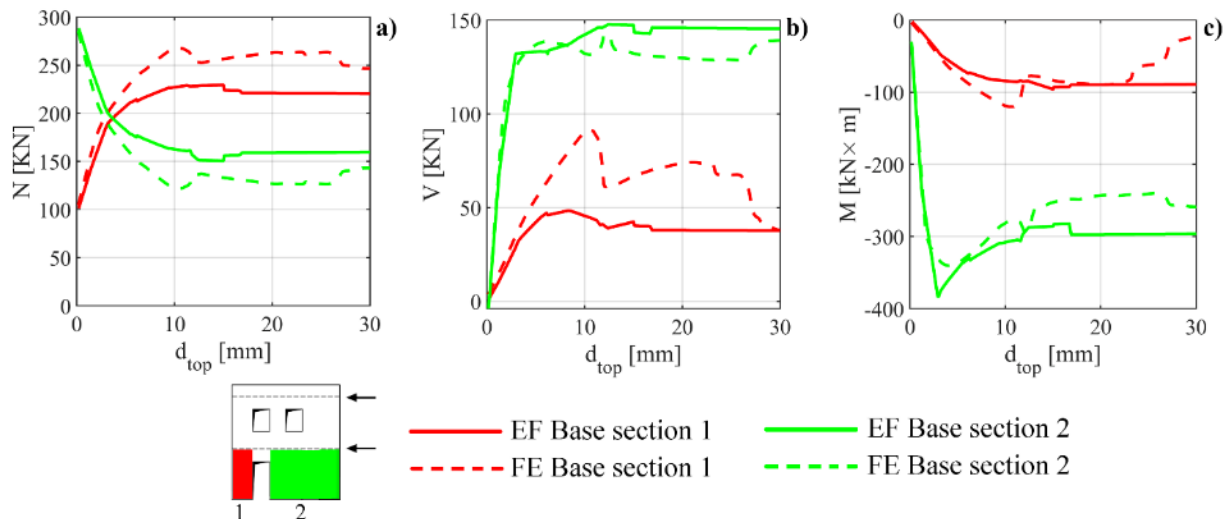 a)
300
250
200
150
100
50
0
N [KN]
0 10 20 30
d_top [mm]
b)
150
100
50
0
V [KN]
0 10 20 30
d_top [mm]
c)
0
-100
-200
-300
-400
M [kN× m]
0 10 20 30
d_top [mm]
1 2
EF Base section 1
FE Base section 1
EF Base section 2
FE Base section 2